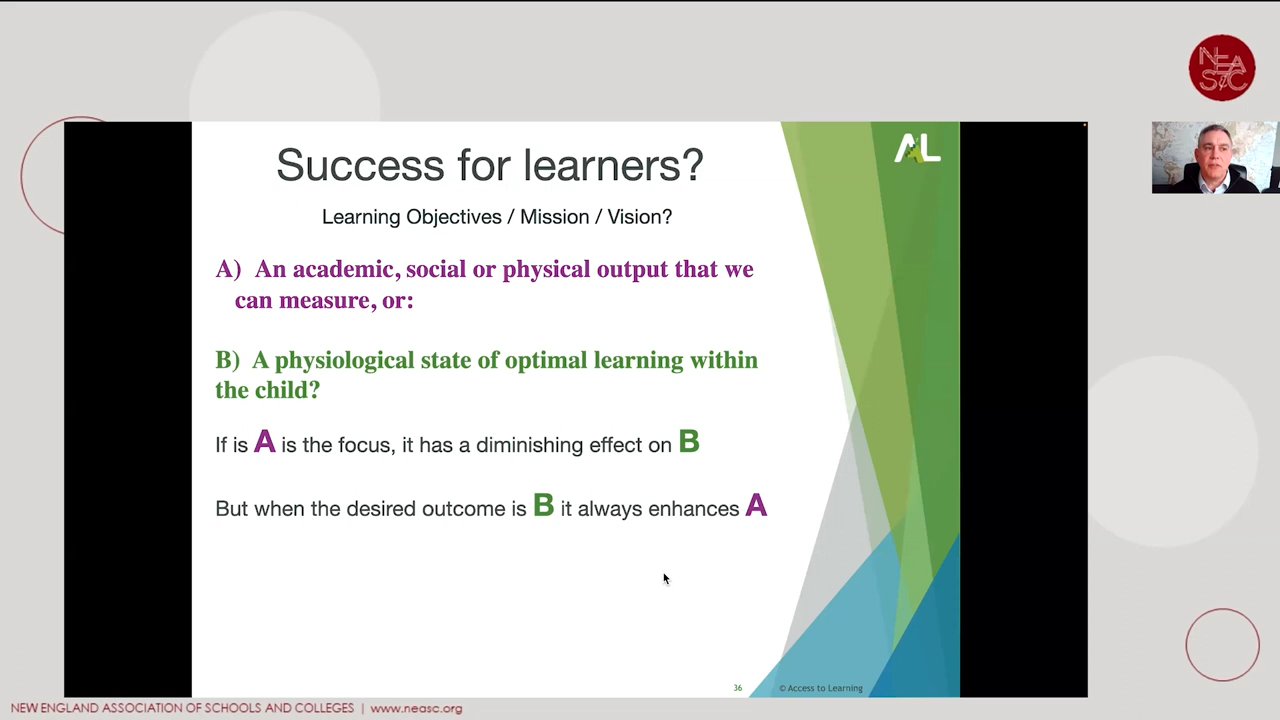 NEA
S&C
Success for learners?
AL
Learning Objectives / Mission / Vision?
A) An academic, social or physical output that we
can measure, or:
B) A physiological state of optimal learning within
the child?
If is A is the focus, it has a diminishing effect on B
But when the desired outcome is B it always enhances A
36 © Access to Learning
NEW ENGLAND ASSOCIATION OF SCHOOLS AND COLLEGES | www.neasc.org